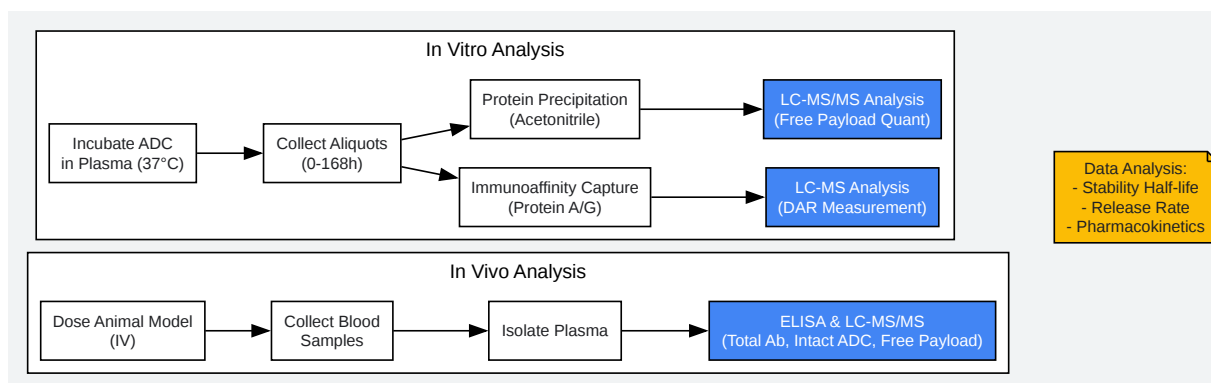 In Vitro Analysis
Incubate ADC
in Plasma (37°C)
Collect Aliquots
(0-168h)
Protein Precipitation
(Acetonitrile)
LC-MS/MS Analysis
(Free Payload Quant)
Immunoaffinity Capture
(Protein A/G)
LC-MS Analysis
(DAR Measurement)
Data Analysis:
- Stability Half-life
- Release Rate
- Pharmacokinetics
In Vivo Analysis
Dose Animal Model
(IV)
Collect Blood
Samples
Isolate Plasma
ELISA & LC-MS/MS
(Total Ab, Intact ADC, Free Payload)